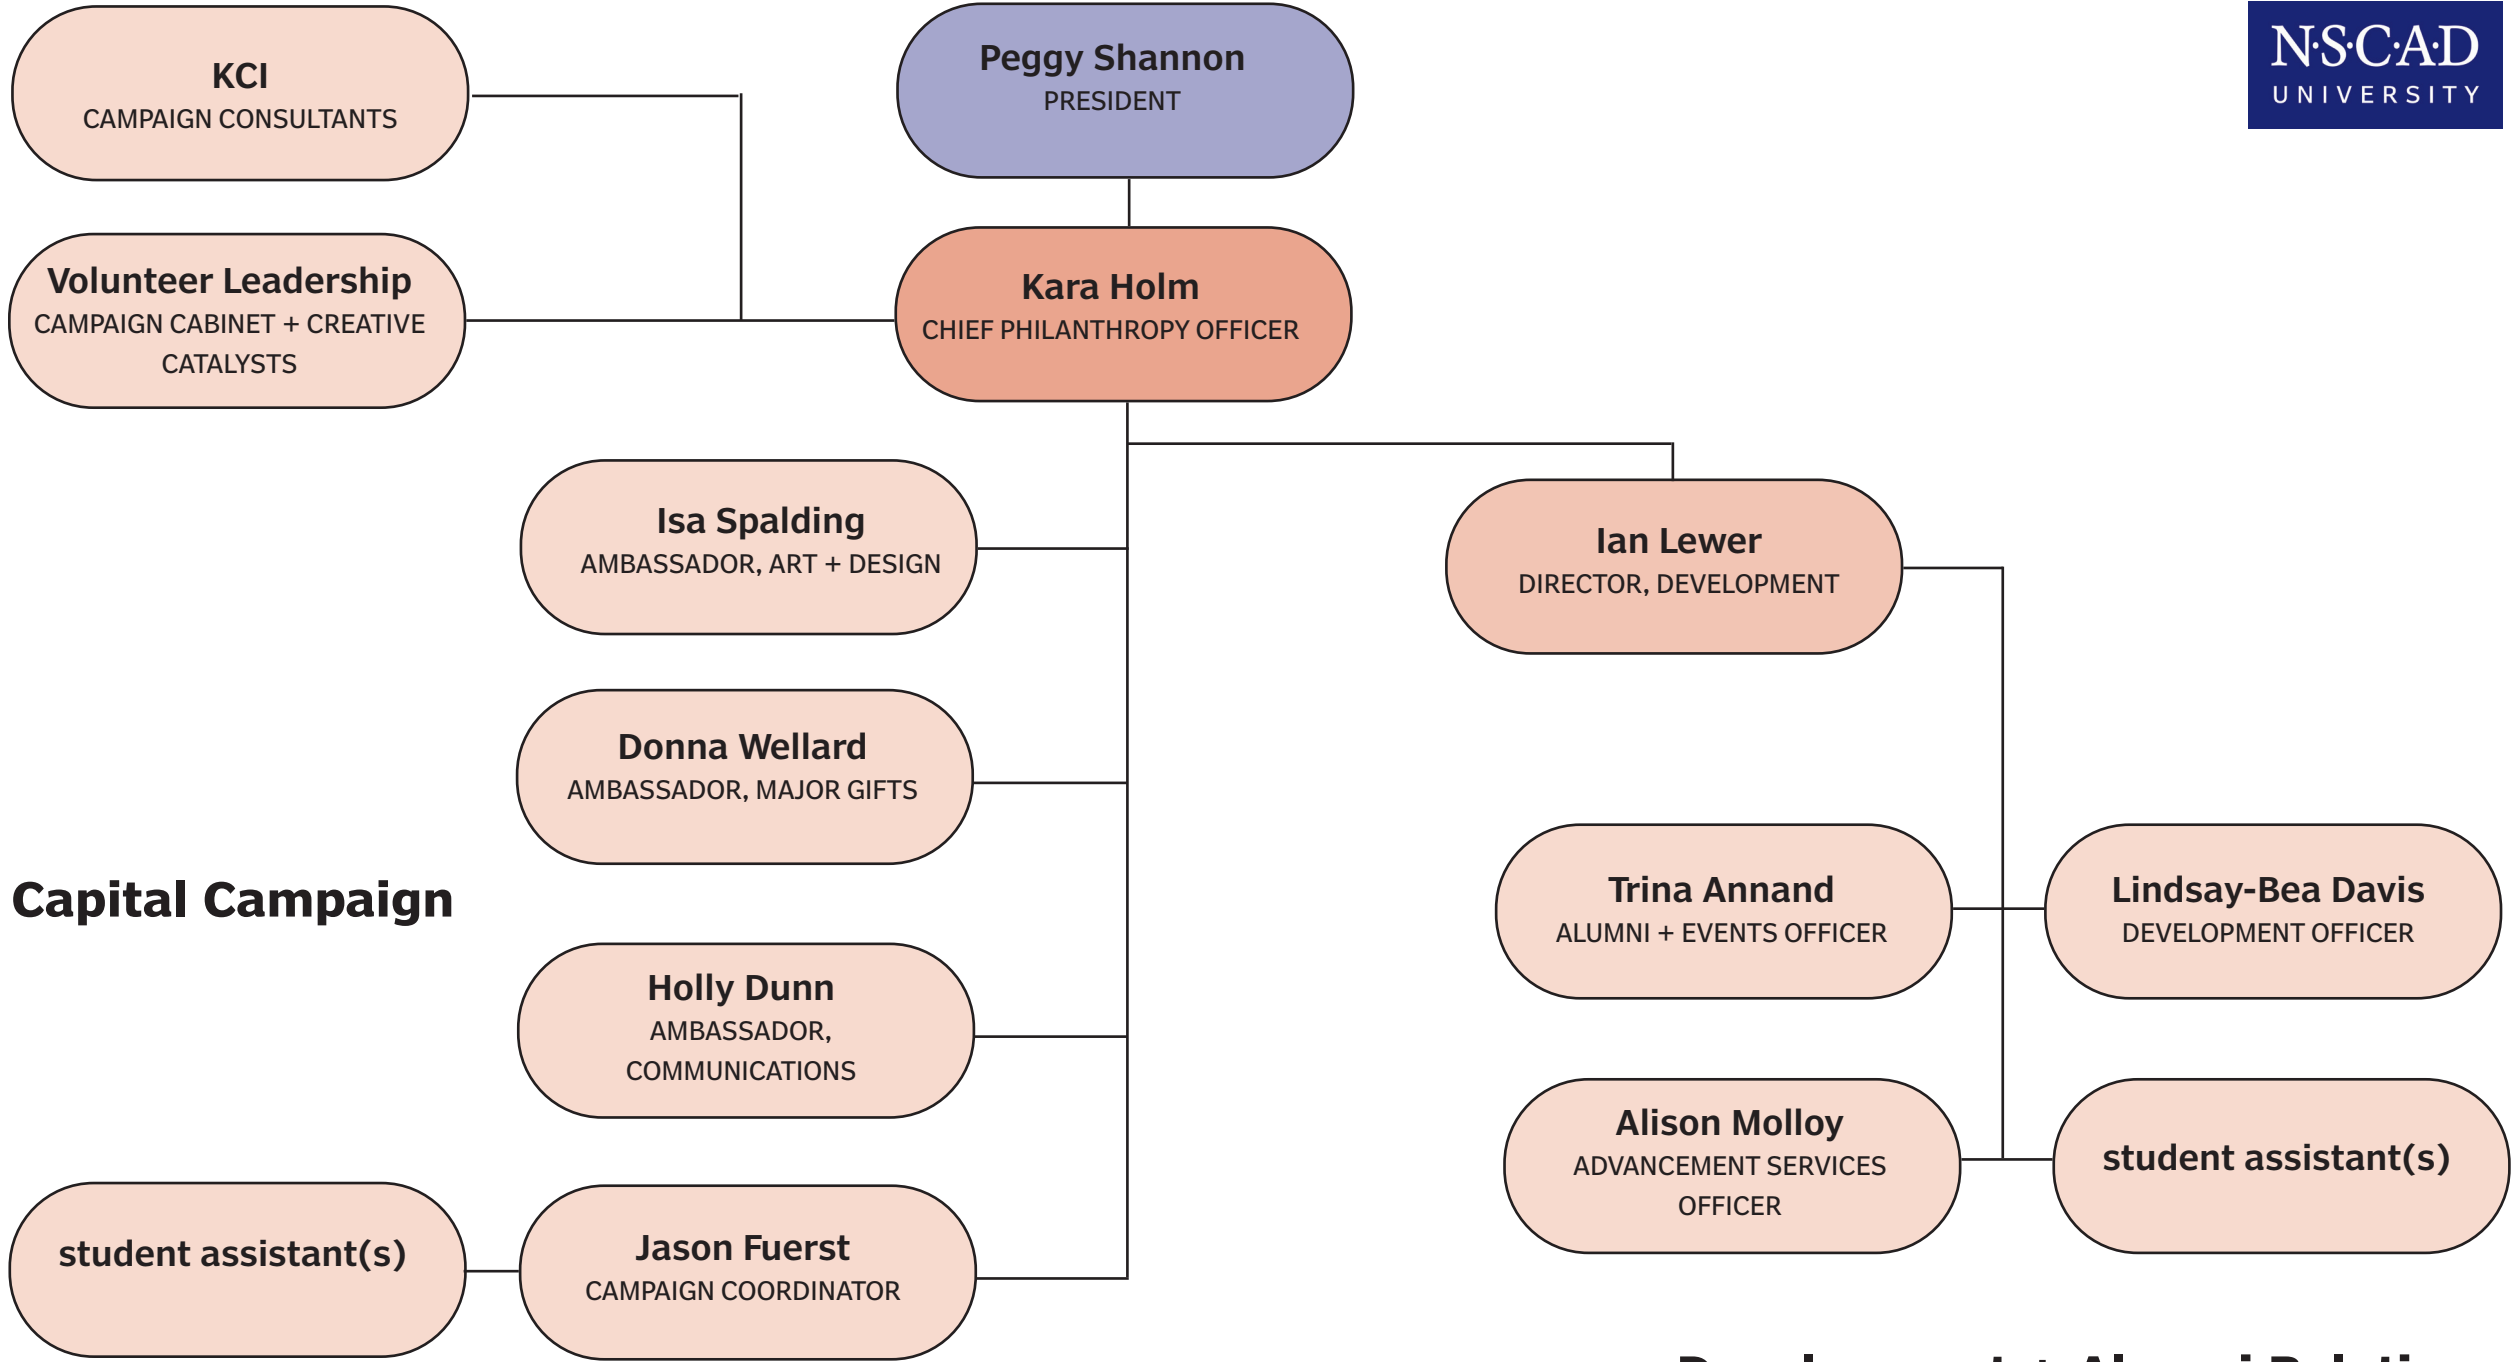 KCI
CAMPAIGN CONSULTANTS
Peggy Shannon
PRESIDENT
N·S·C·A·D
UNIVERSITY
Volunteer Leadership
CAMPAIGN CABINET + CREATIVE
CATALYSTS
Kara Holm
CHIEF PHILANTHROPY OFFICER
Isa Spalding
AMBASSADOR, ART + DESIGN
Ian Lewer
DIRECTOR, DEVELOPMENT
Donna Wellard
AMBASSADOR, MAJOR GIFTS
Capital Campaign
Trina Annand
ALUMNI + EVENTS OFFICER
Lindsay-Bea Davis
DEVELOPMENT OFFICER
Holly Dunn
AMBASSADOR,
COMMUNICATIONS
Alison Molloy
ADVANCEMENT SERVICES
OFFICER
student assistant(s)
student assistant(s)
Jason Fuerst
CAMPAIGN COORDINATOR